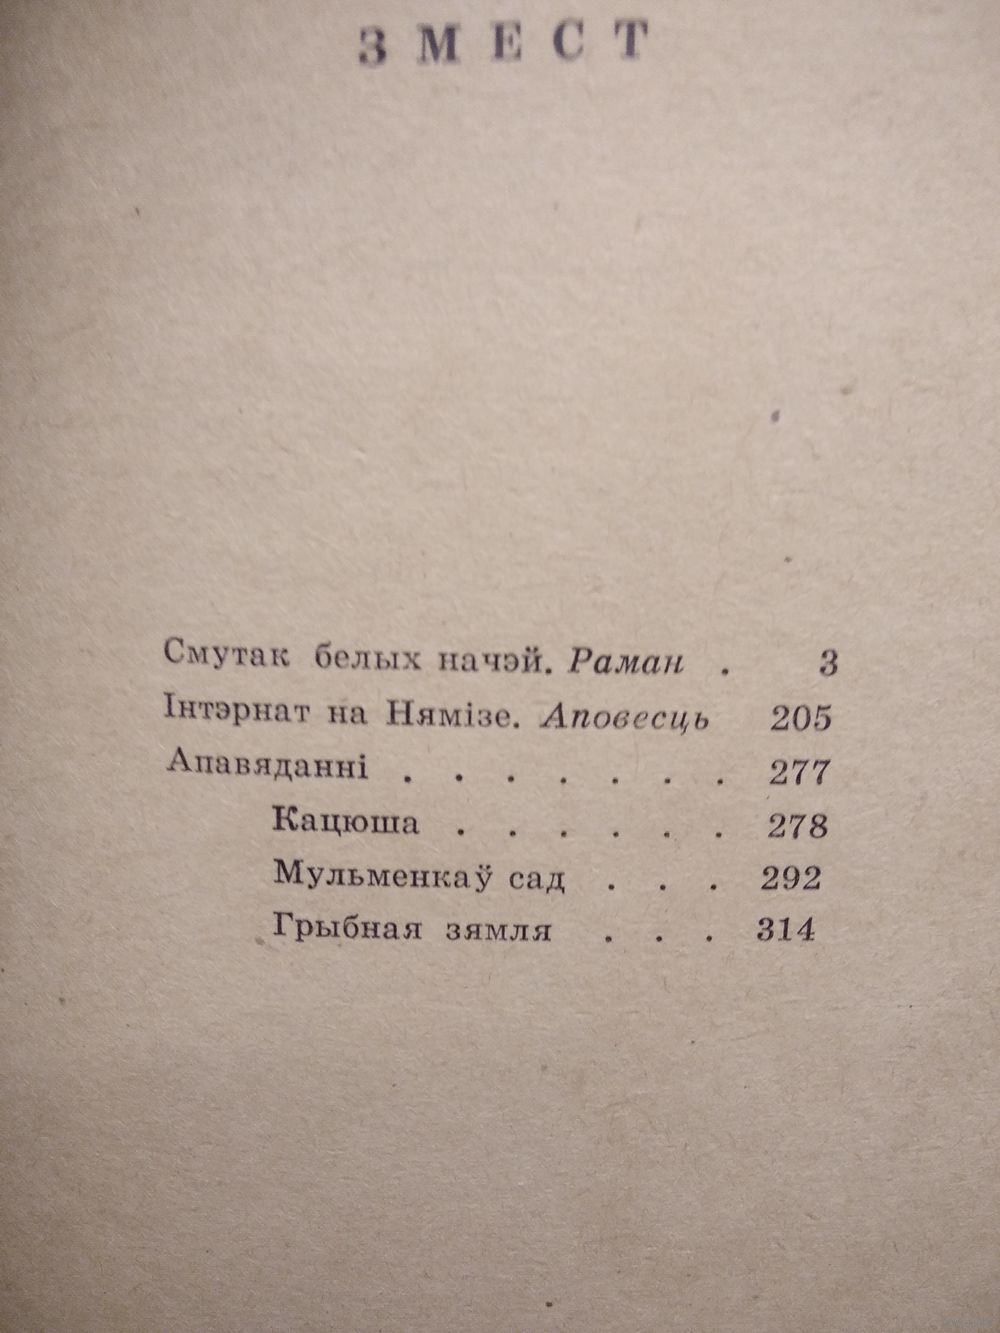 ЗМЕСТ
Смутак белых начэй. Раман . 3
Інтэрнат на Нямізе. Аповесць 205
Апавяданні . . . . . . . 277
Кацюша . . . . . . 278
Мульменкаў сад . . . 292
Грыбная зямля . . . 314